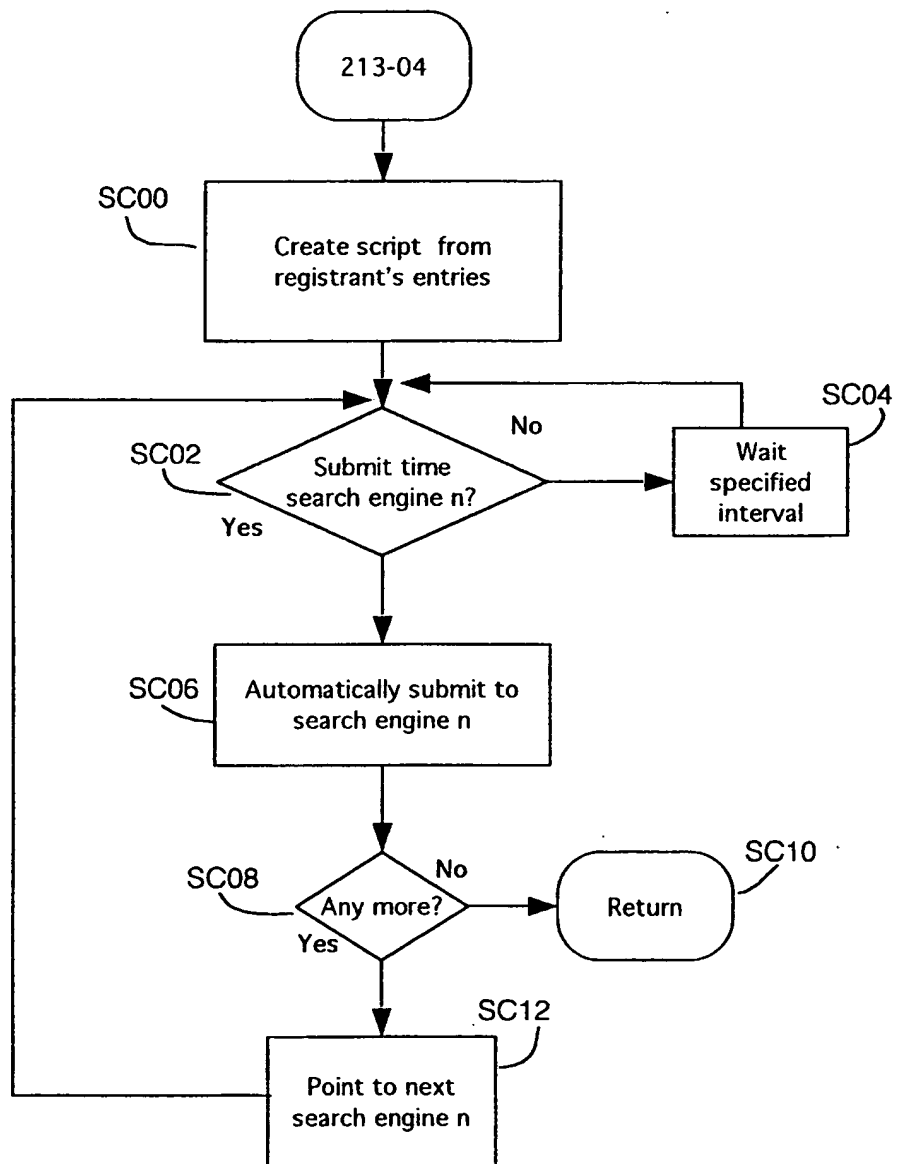 213-04
SC00
Create script from
registrant's entries
SC04
No
Wait
specified
interval
SC02
Submit time
search engine n?
Yes
SC06
Automatically submit to
search engine n
SC08
No
Any more?
Yes
SC10
Return
SC12
Point to next
search engine n